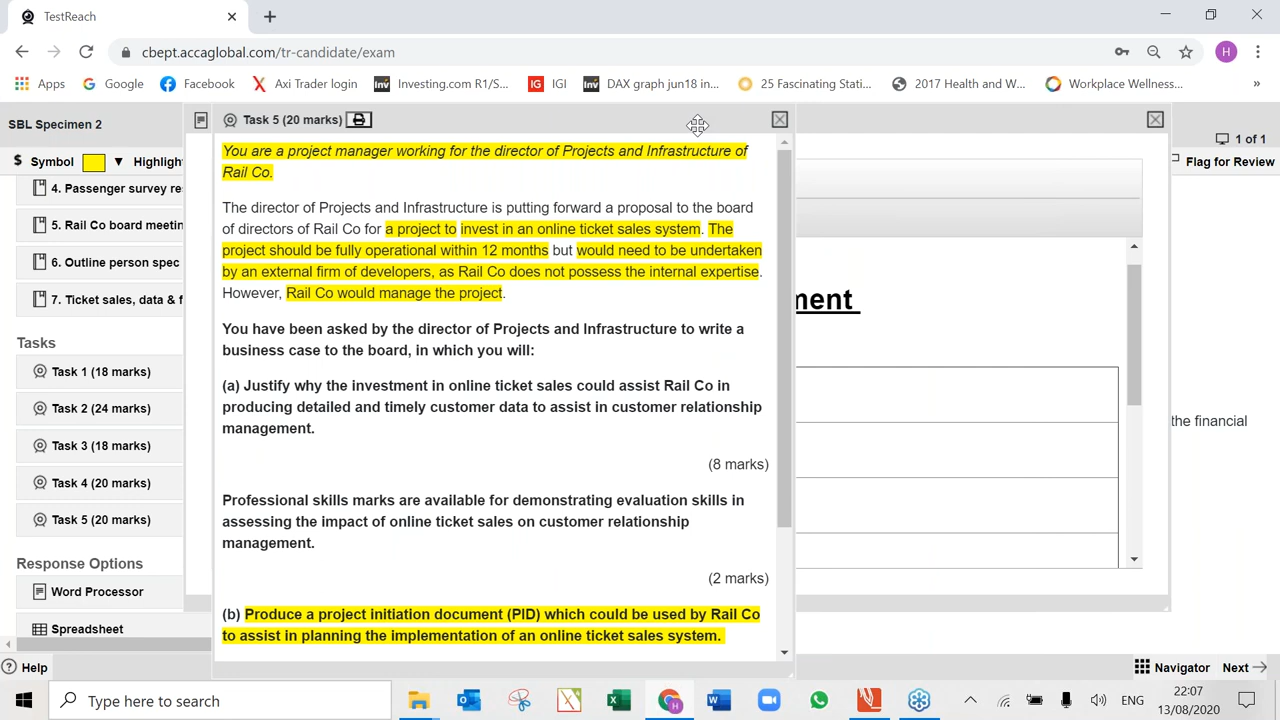 TestReach
cbept.accaglobal.com/tr-candidate/exam
Apps
Google
Facebook
Axi Trader login
Investing.com R1/S...
IGI
DAX graph jun18 in...
25 Fascinating Stati...
2017 Health and W...
Workplace Wellness...
»
SBL Specimen 2
Task 5 (20 marks)
1 of 1
$ Symbol
Highligh
Flag for Review
4. Passenger survey re
5. Rail Co board meetin
6. Outline person spec
7. Ticket sales, data & f
Tasks
Task 1 (18 marks)
Task 2 (24 marks)
Task 3 (18 marks)
Task 4 (20 marks)
Task 5 (20 marks)
Response Options
Word Processor
Spreadsheet
You are a project manager working for the director of Projects and Infrastructure of
Rail Co.
The director of Projects and Infrastructure is putting forward a proposal to the board
of directors of Rail Co for a project to invest in an online ticket sales system. The
project should be fully operational within 12 months but would need to be undertaken
by an external firm of developers, as Rail Co does not possess the internal expertise.
However, Rail Co would manage the project.
You have been asked by the director of Projects and Infrastructure to write a
business case to the board, in which you will:
(a) Justify why the investment in online ticket sales could assist Rail Co in
producing detailed and timely customer data to assist in customer relationship
management.
(8 marks)
Professional skills marks are available for demonstrating evaluation skills in
assessing the impact of online ticket sales on customer relationship
management.
(2 marks)
(b) Produce a project initiation document (PID) which could be used by Rail Co
to assist in planning the implementation of an online ticket sales system.
ment
the financial
Help
Navigator
Next
Type here to search
ENG
22:07
13/08/2020